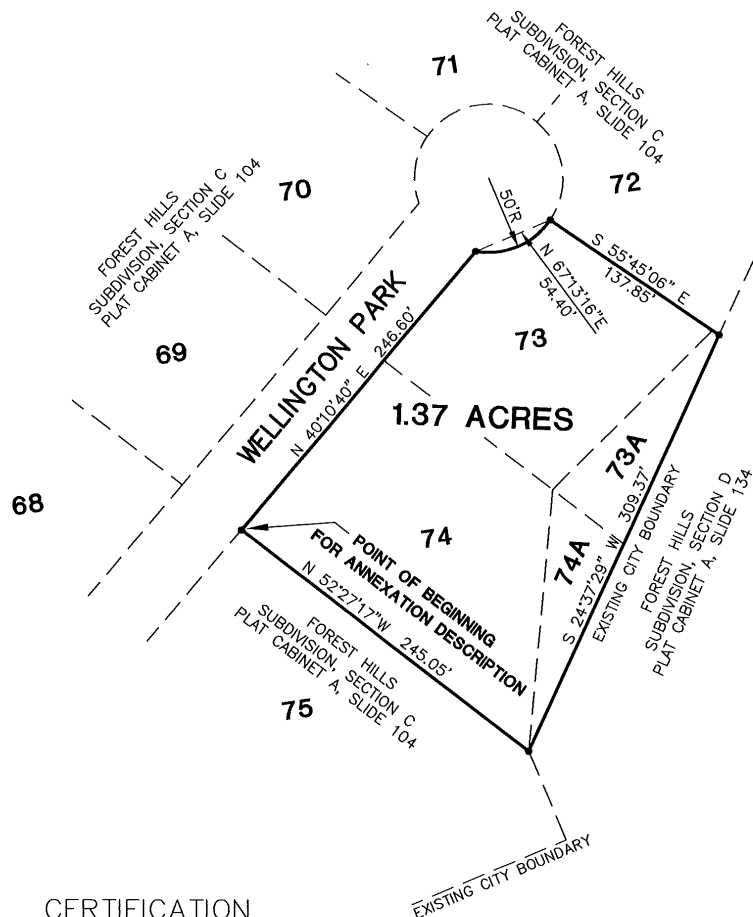 71
FOREST HILLS
SUBDIVISION, SECTION C
PLAT CABINET A, SLIDE 104
72
70
FOREST HILLS
SUBDIVISION, SECTION C
PLAT CABINET A, SLIDE 104
50'R
N 67°13'16"E
54.40'
S 55°45'06" E
137.85'
WELLINGTON PARK
N 40°10'40" E 246.60'
73
69
1.37 ACRES
73A
68
74
74A
S 24°37'29" W 309.37'
EXISTING CITY BOUNDARY
FOREST HILLS
SUBDIVISION, SECTION D
PLAT CABINET A, SLIDE 134
POINT OF BEGINNING
FOR ANNEXATION DESCRIPTION
N 52°27'17"W 245.05'
FOREST HILLS
SUBDIVISION, SECTION C
PLAT CABINET A, SLIDE 104
75
EXISTING CITY BOUNDARY
CERTIFICATION